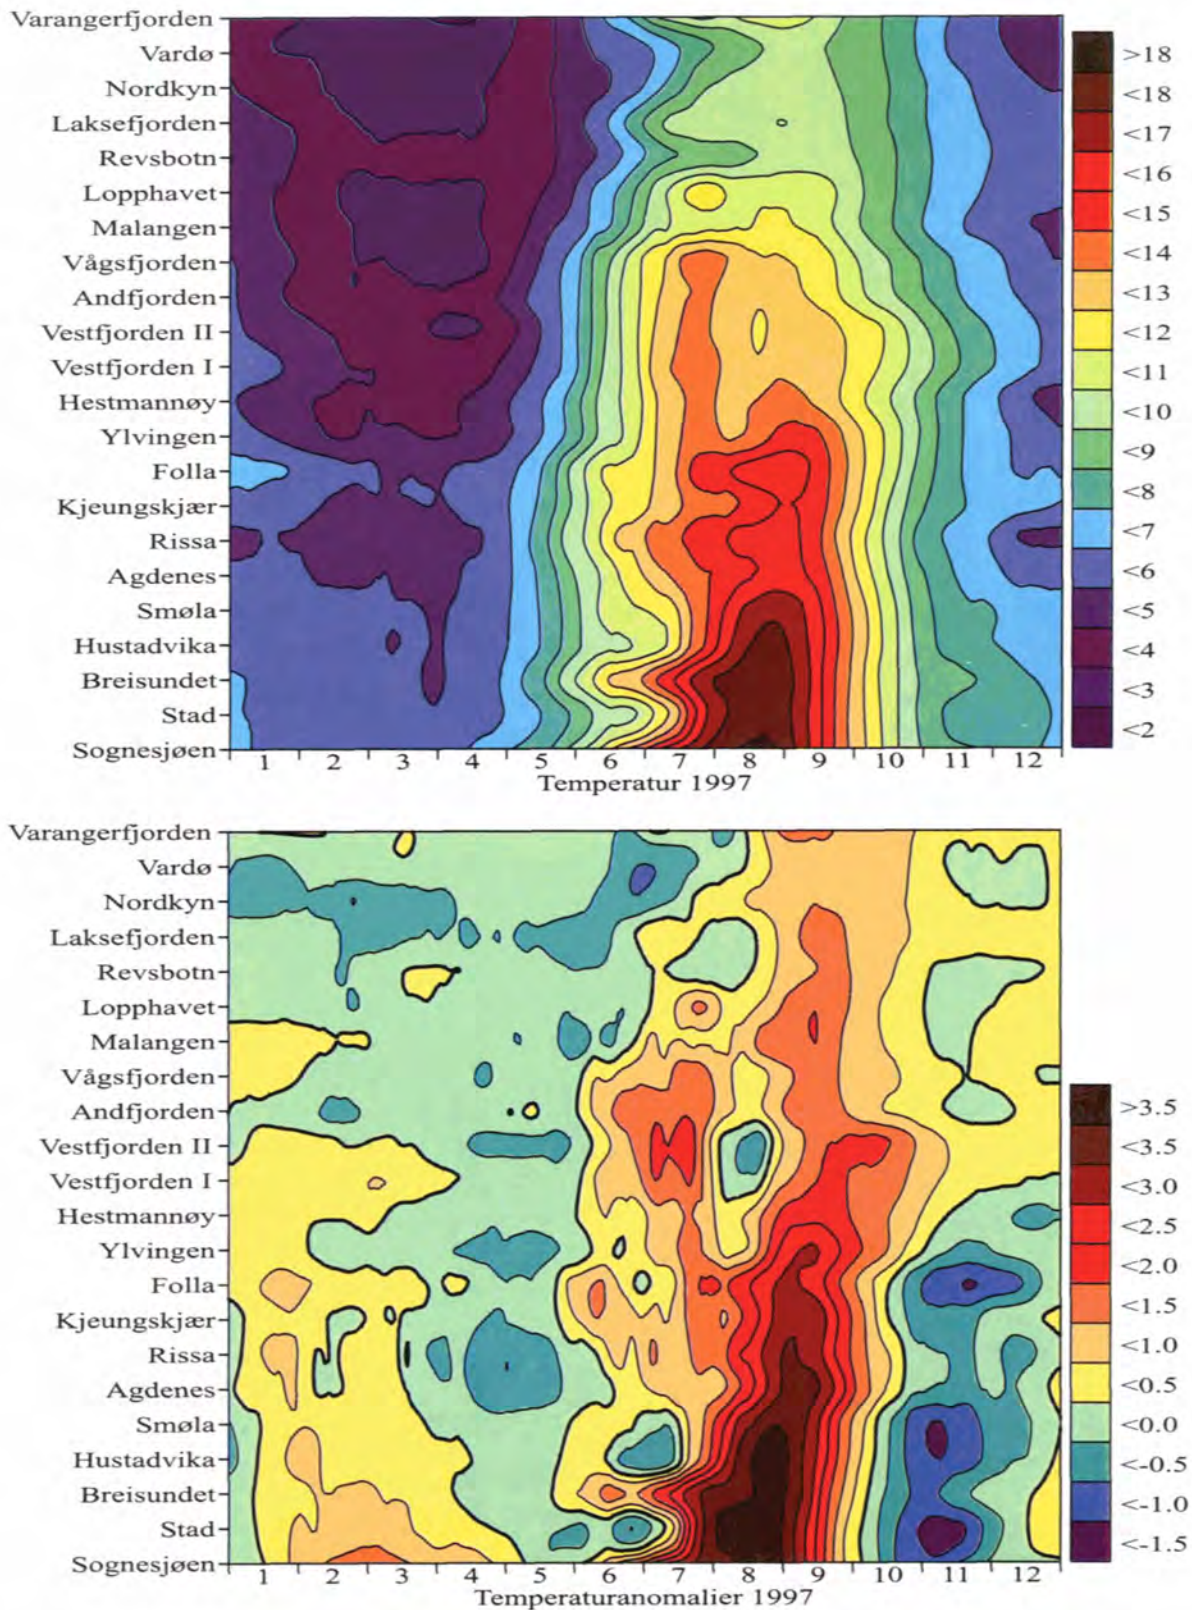 Varangerfjorden
Vardø
Nordkyn
Laksefjorden
Revsbotn
Lopphavet
Malangen
Vågsfjorden
Andfjorden
Vestfjorden II
Vestfjorden I
Hestmannøy
Ylvingen
Folla
Kjeungskjær
Rissa
Agdenes
Smøla
Hustadvika
Breisundet
Stad
Sognesjøen
1 2 3 4 5 6 7 8 9 10 11 12
Temperatur 1997
>18
<18
<17
<16
<15
<14
<13
<12
<11
<10
<9
<8
<7
<6
<5
<4
<3
<2
Varangerfjorden
Vardø
Nordkyn
Laksefjorden
Revsbotn
Lopphavet
Malangen
Vågsfjorden
Andfjorden
Vestfjorden II
Vestfjorden I
Hestmannøy
Ylvingen
Folla
Kjeungskjær
Rissa
Agdenes
Smøla
Hustadvika
Breisundet
Stad
Sognesjøen
1 2 3 4 5 6 7 8 9 10 11 12
Temperaturanomalier 1997
>3.5
<3.5
<3.0
<2.5
<2.0
<1.5
<1.0
<0.5
<0.0
<-0.5
<-1.0
<-1.5